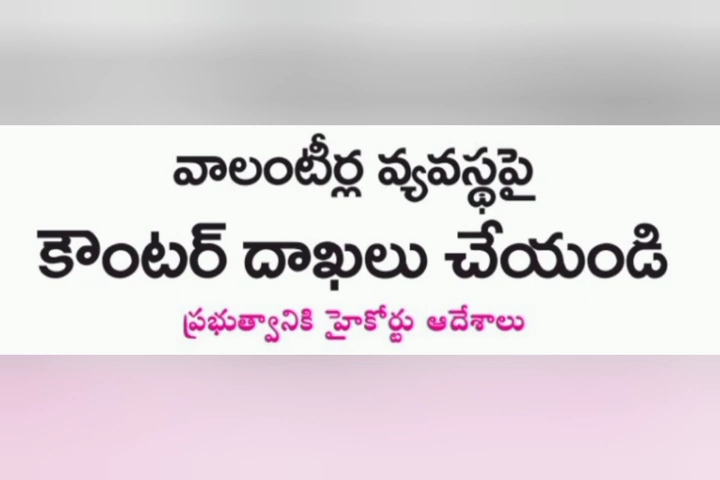 వాలంటీర్ల వ్యవస్థపై
కౌంటర్ దాఖలు చేయండి
ప్రభుత్వానికి హైకోర్టు ఆదేశాలు